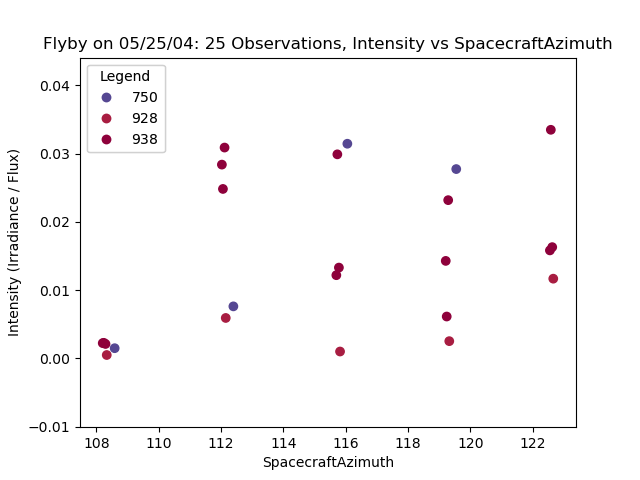 Flyby on 05/25/04: 25 Observations, Intensity vs SpacecraftAzimuth
Legend
750
928
938
Intensity (Irradiance / Flux)
0.04
0.03
0.02
0.01
0.00
−0.01
108 110 112 114 116 118 120 122
SpacecraftAzimuth